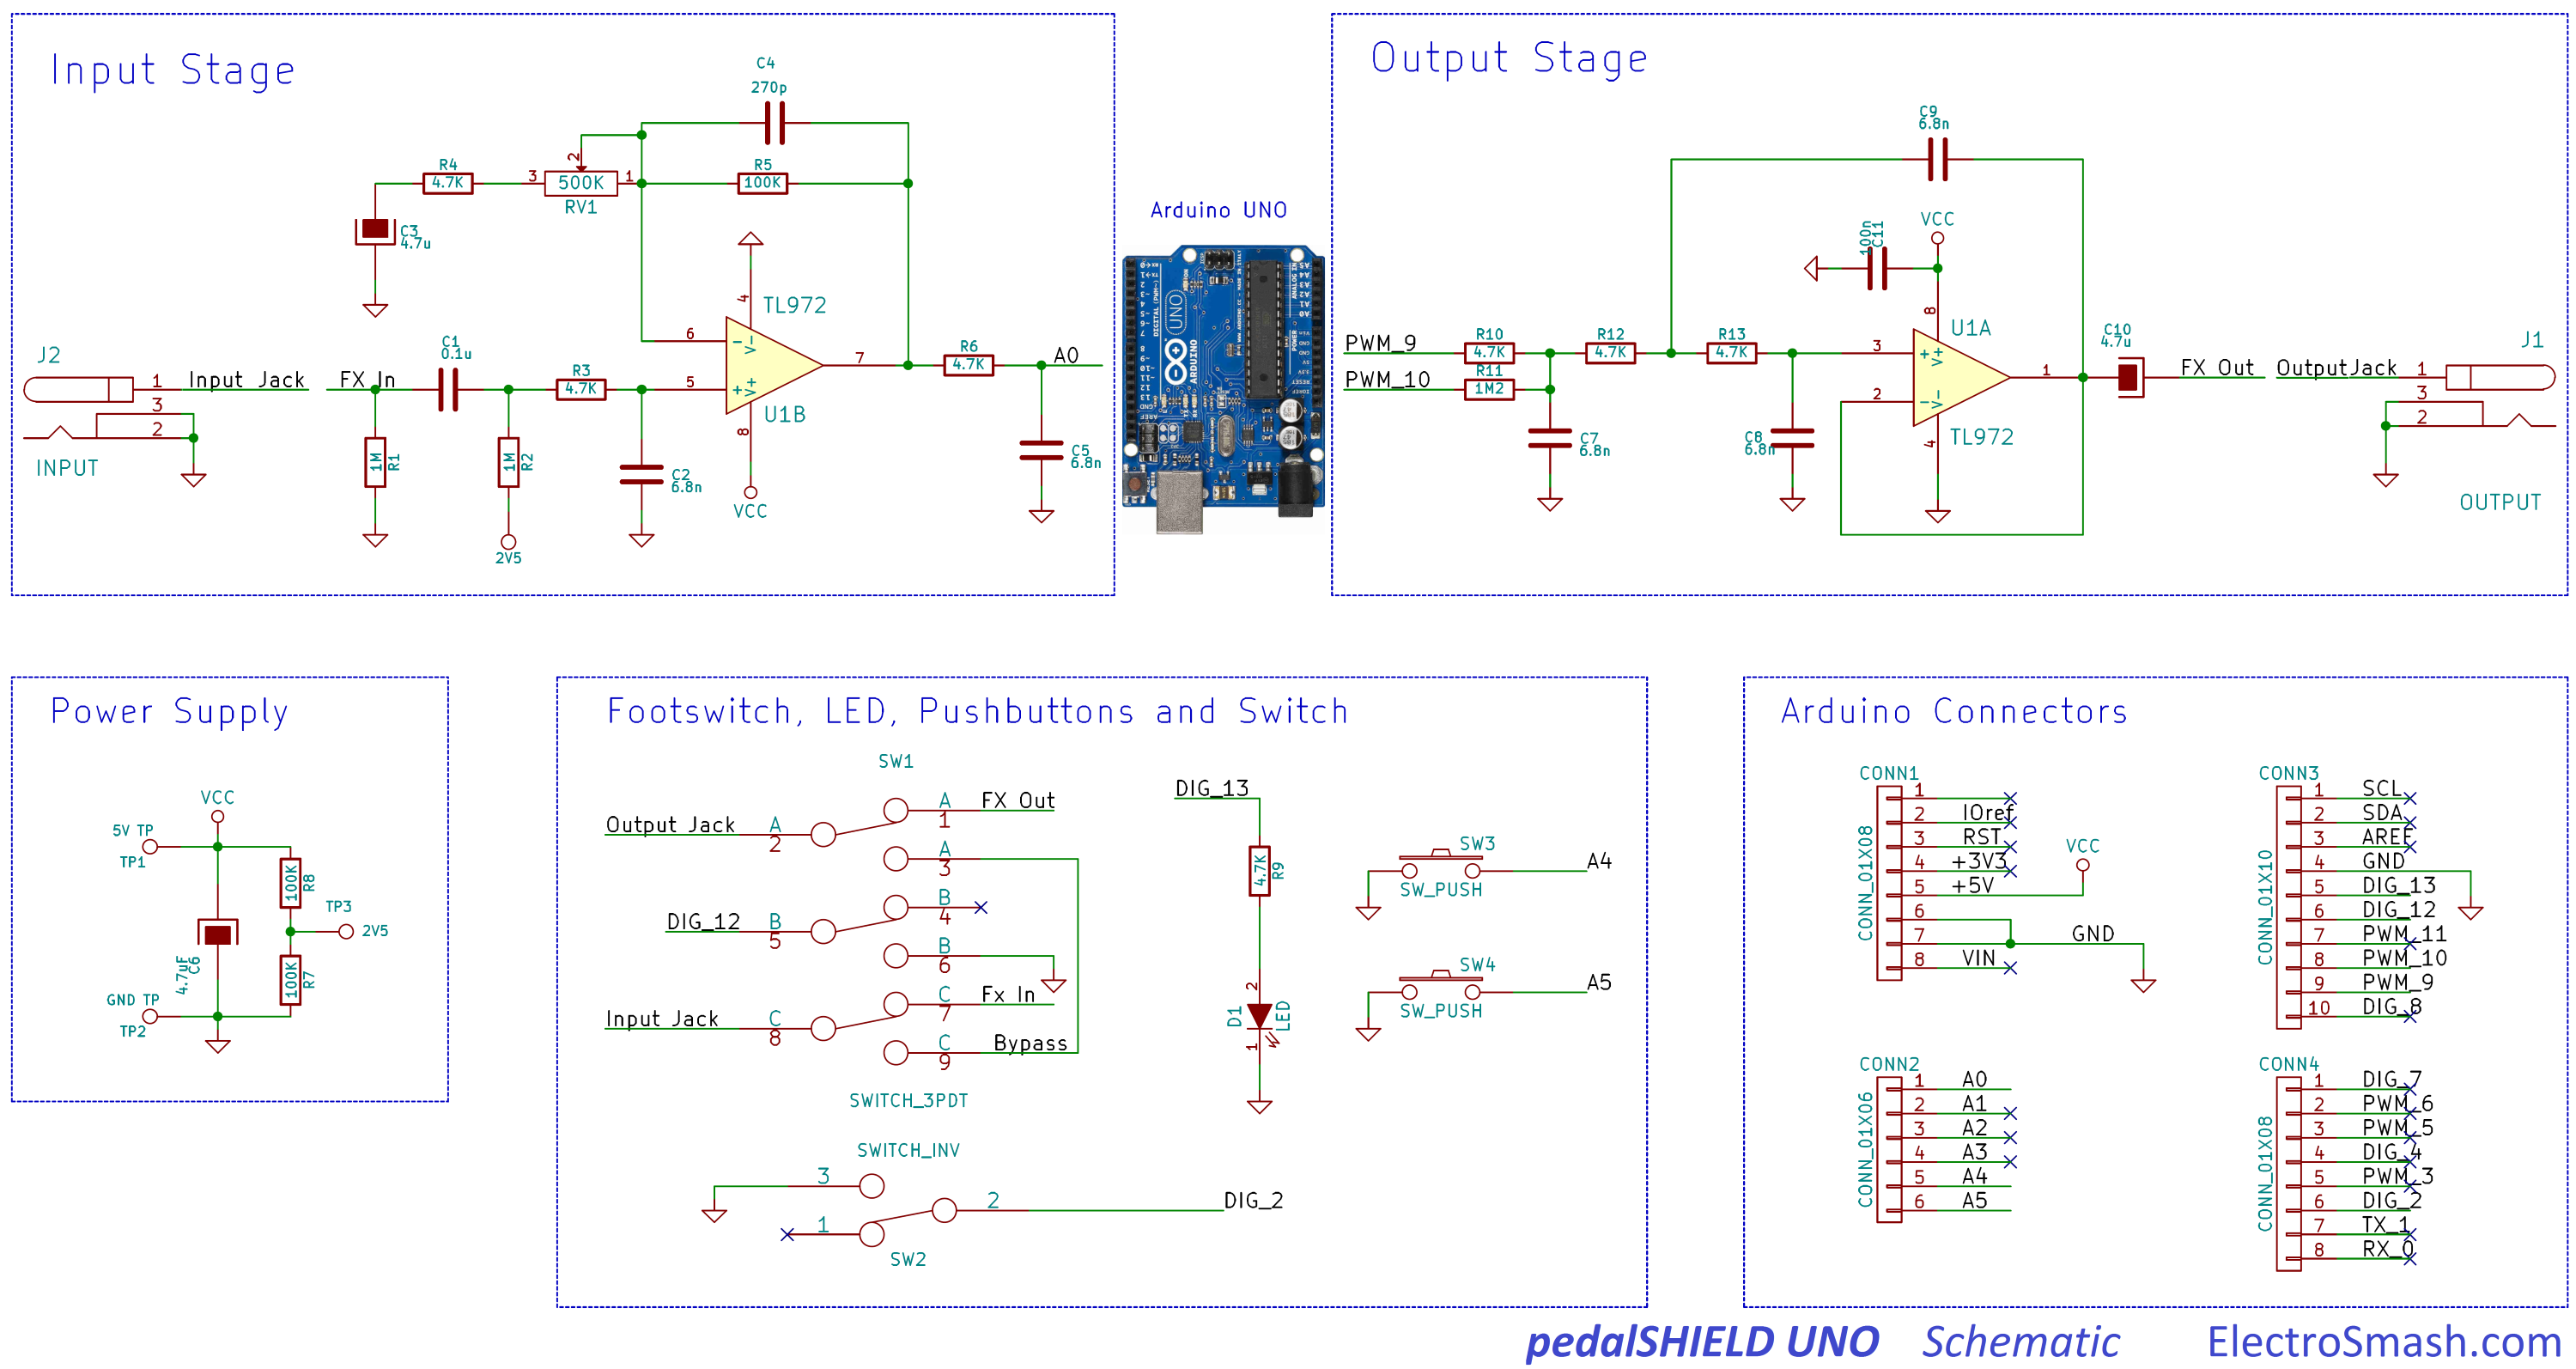 Input Stage
C4
270p
R4
4.7K
3
2
500K
1
RV1
R5
100K
C3
4.7u
4
TL972
6
V-
J2
1
Input Jack
FX In
C1
0.1u
R3
4.7K
5
V+
7
R6
4.7K
A0
3
2
U1B
INPUT
1M
R1
1M
R2
C2
6.8n
8
VCC
C5
6.8n
2V5
Arduino UNO
UNO
ARDUINO
Output Stage
C9
6.8n
100n
C11
VCC
8
U1A
PWM_9
R10
4.7K
R12
4.7K
R13
4.7K
3
V+
C10
4.7u
J1
PWM_10
R11
1M2
2
V-
1
FX Out
OutputJack
1
3
2
C7
6.8n
C8
6.8n
4
TL972
OUTPUT
Power Supply
VCC
5V TP
TP1
100K
R8
TP3
2V5
4.7uF
C6
100K
R7
GND TP
TP2
Footswitch, LED, Pushbuttons and Switch
SW1
Output Jack
A
2
A
1
FX Out
A
3
DIG_12
B
5
B
4
B
6
Input Jack
C
8
C
7
Fx In
C
9
Bypass
SWITCH_3PDT
DIG_13
4.7K
R9
2
D1
LED
1
SW3
SW_PUSH
A4
SW4
SW_PUSH
A5
SWITCH_INV
3
1
2
DIG_2
SW2
Arduino Connectors
CONN1
CONN_01X08
1
2 IOref
3 RST
4 +3V3
5 +5V
6
7
8 VIN
VCC
GND
CONN3
CONN_01X10
1 SCL
2 SDA
3 AREF
4 GND
5 DIG_13
6 DIG_12
7 PWM_11
8 PWM_10
9 PWM_9
10 DIG_8
CONN2
CONN_01X06
1 A0
2 A1
3 A2
4 A3
5 A4
6 A5
CONN4
CONN_01X08
1 DIG_7
2 PWM_6
3 PWM_5
4 DIG_4
5 PWM_3
6 DIG_2
7 TX_1
8 RX_0
pedalSHIELD UNO Schematic ElectroSmash.com